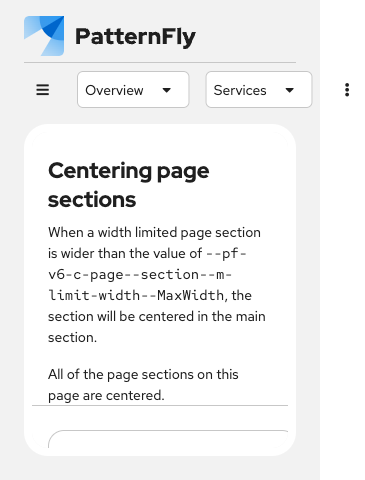 PatternFly
Overview
Services
Centering page
sections
When a width limited page section
is wider than the value of --pf-
v6-c-page--section--m-
limit-width--MaxWidth, the
section will be centered in the main
section.
All of the page sections on this
page are centered.